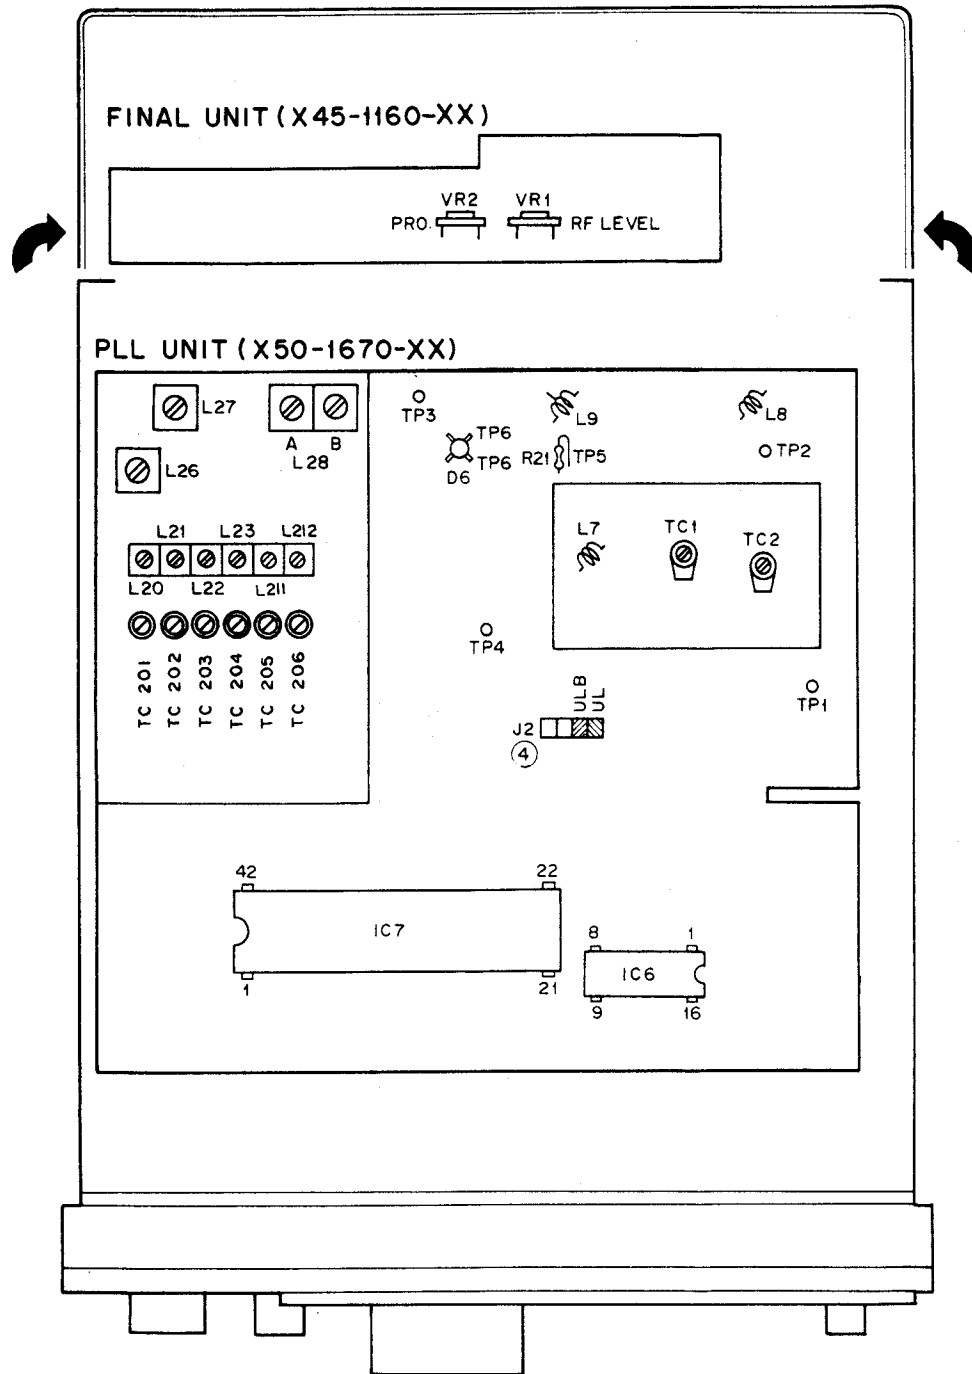 FINAL UNIT (X45-1160-XX)
VR2 VR1
PRO. RF LEVEL
PLL UNIT (X50-1670-XX)
L27
A B
L28
L26
TP3
L9
L8
TP6
TP6
D6
R21 TP5
TP2
L21 L23 L212
L20 L22 L211
L7
TC1
TC2
TP4
TC 201
TC 202
TC 203
TC 204
TC 205
TC 206
ULB
UL
J2
4
TP1
42 22
IC7
1 21
8 1
IC6
9 16